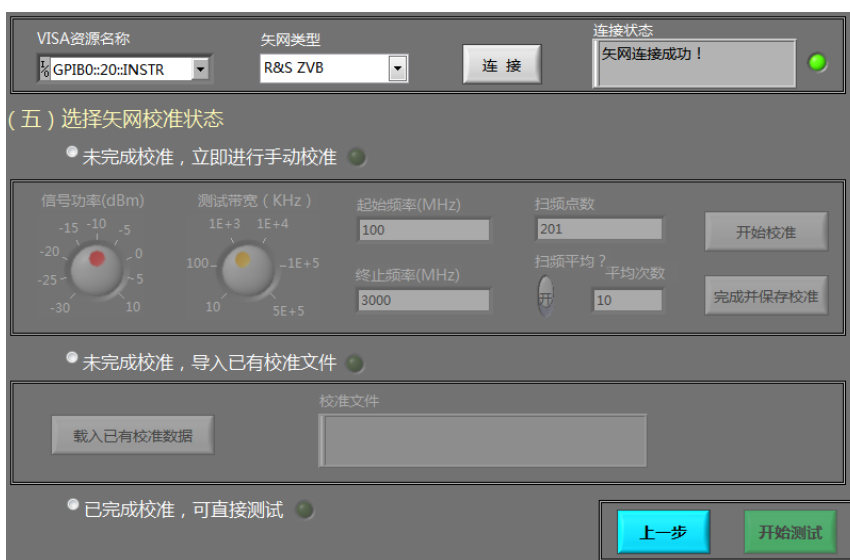 VISA资源名称
矢网类型
连接状态
GPIB0::20::INSTR
R&S ZVB
连 接
矢网连接成功！
（五）选择矢网校准状态
未完成校准，立即进行手动校准
信号功率(dBm)
-30 -25 -20 -15 -10 -5 0 5 10
测试带宽（KHz）
10 100 1E+3 1E+4 1E+5 5E+5
起始频率(MHz)
100
终止频率(MHz)
3000
扫频点数
201
扫频平均？
开
平均次数
10
开始校准
完成并保存校准
未完成校准，导入已有校准文件
载入已有校准数据
校准文件
已完成校准，可直接测试
上一步
开始测试